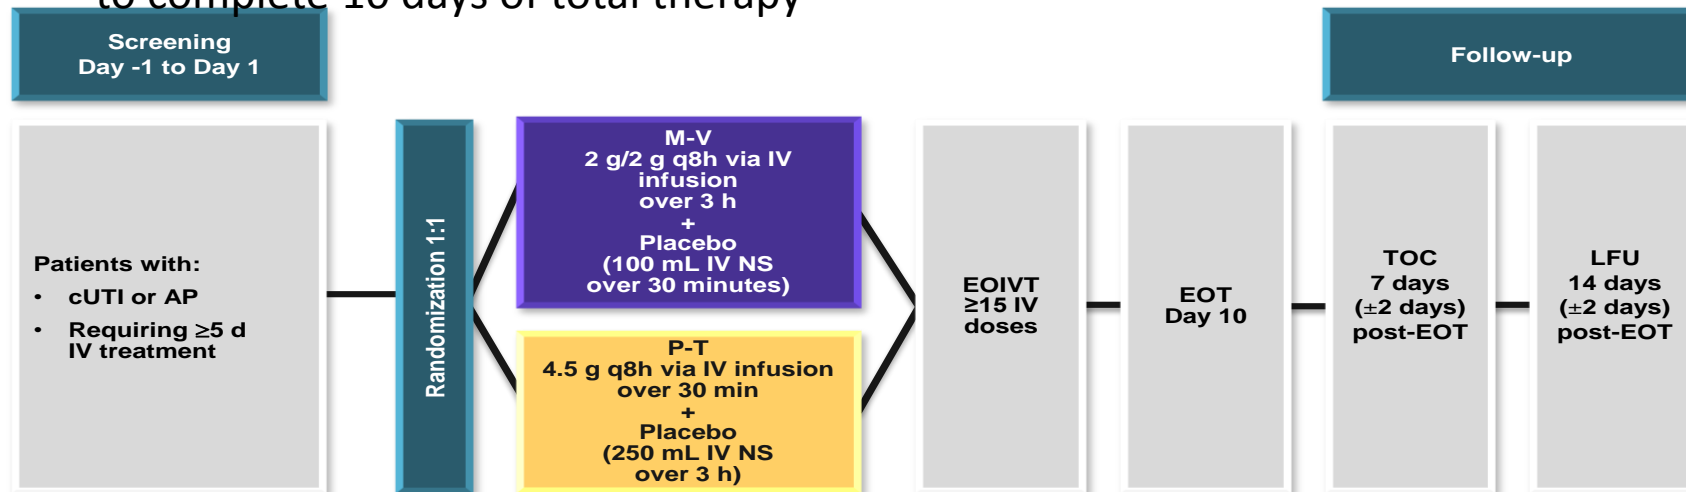 to complete 10 days of total therapy
Screening
Day -1 to Day 1
Follow-up
Patients with:
• cUTI or AP
• Requiring ≥5 d
IV treatment
Randomization 1:1
M-V
2 g/2 g q8h via IV
infusion
over 3 h
+
Placebo
(100 mL IV NS
over 30 minutes)
P-T
4.5 g q8h via IV infusion
over 30 min
+
Placebo
(250 mL IV NS
over 3 h)
EOIVT
≥15 IV
doses
EOT
Day 10
TOC
7 days
(±2 days)
post-EOT
LFU
14 days
(±2 days)
post-EOT